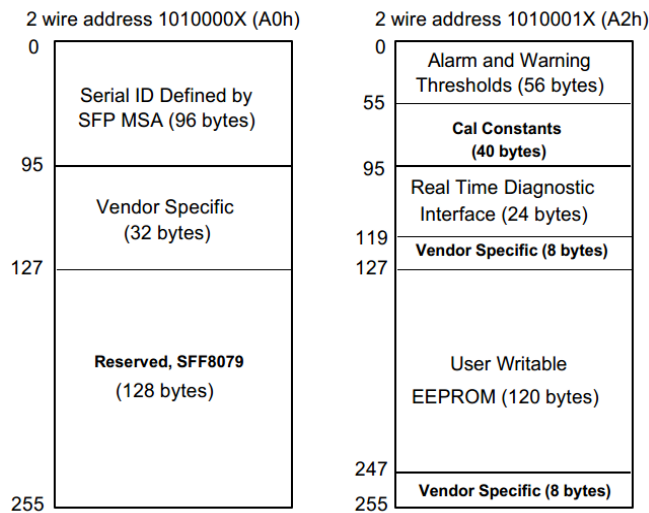 2 wire address 1010000X (A0h)
0
Serial ID Defined by
SFP MSA (96 bytes)
95
Vendor Specific
(32 bytes)
127
Reserved, SFF8079
(128 bytes)
255
2 wire address 1010001X (A2h)
0
Alarm and Warning
Thresholds (56 bytes)
55
Cal Constants
(40 bytes)
95
Real Time Diagnostic
Interface (24 bytes)
119
Vendor Specific (8 bytes)
127
User Writable
EEPROM (120 bytes)
247
Vendor Specific (8 bytes)
255